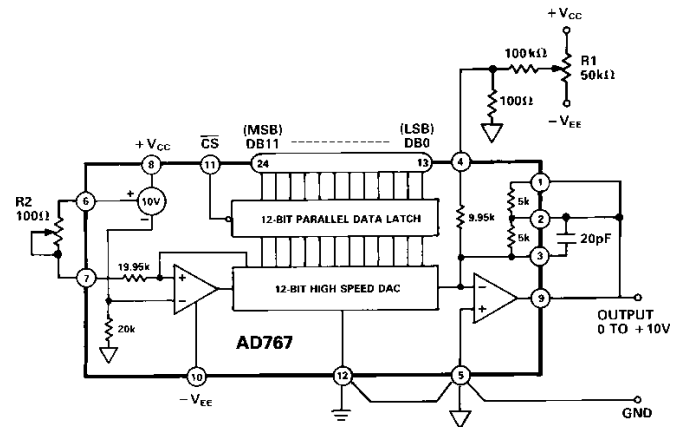 + VCC
100kΩ
R1
50kΩ
100Ω
− VEE
(MSB)
DB11
(LSB)
DB0
+ VCC
CS
8
11
24
13
4
R2
100Ω
6
+
10V
−
12-BIT PARALLEL DATA LATCH
9.95k
5k
1
2
5k
20pF
3
7
19.95k
+
−
12-BIT HIGH SPEED DAC
−
+
9
20k
AD767
OUTPUT
0 TO +10V
10
12
5
− VEE
GND